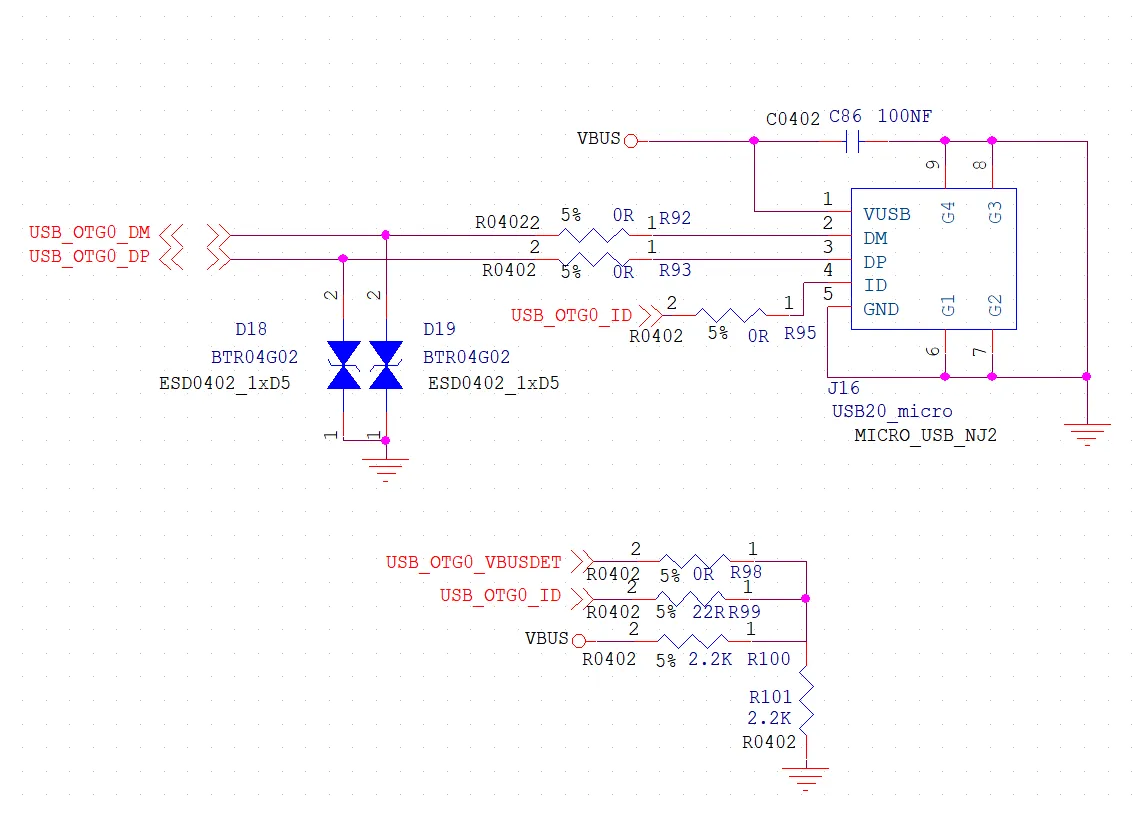 C0402 C86 100NF
VBUS
9 8
1 VUSB G4 G3
R04022 5% 0R 1 R92
2 DM
USB_OTG0_DM
USB_OTG0_DP
2 1 3 DP
R0402 5% 0R R93
4 ID
5 GND G1 G2
USB_OTG0_ID 2 1
R0402 5% 0R R95
2 2
D18 D19
BTR04G02 BTR04G02
ESD0402_1xD5 ESD0402_1xD5
6 7
J16
USB20_micro
MICRO_USB_NJ2
1 1
USB_OTG0_VBUSDET 2 1
R0402 5% 0R R98
USB_OTG0_ID 2 1
R0402 5% 22R R99
VBUS 2 1
R0402 5% 2.2K R100
R101
2.2K
R0402